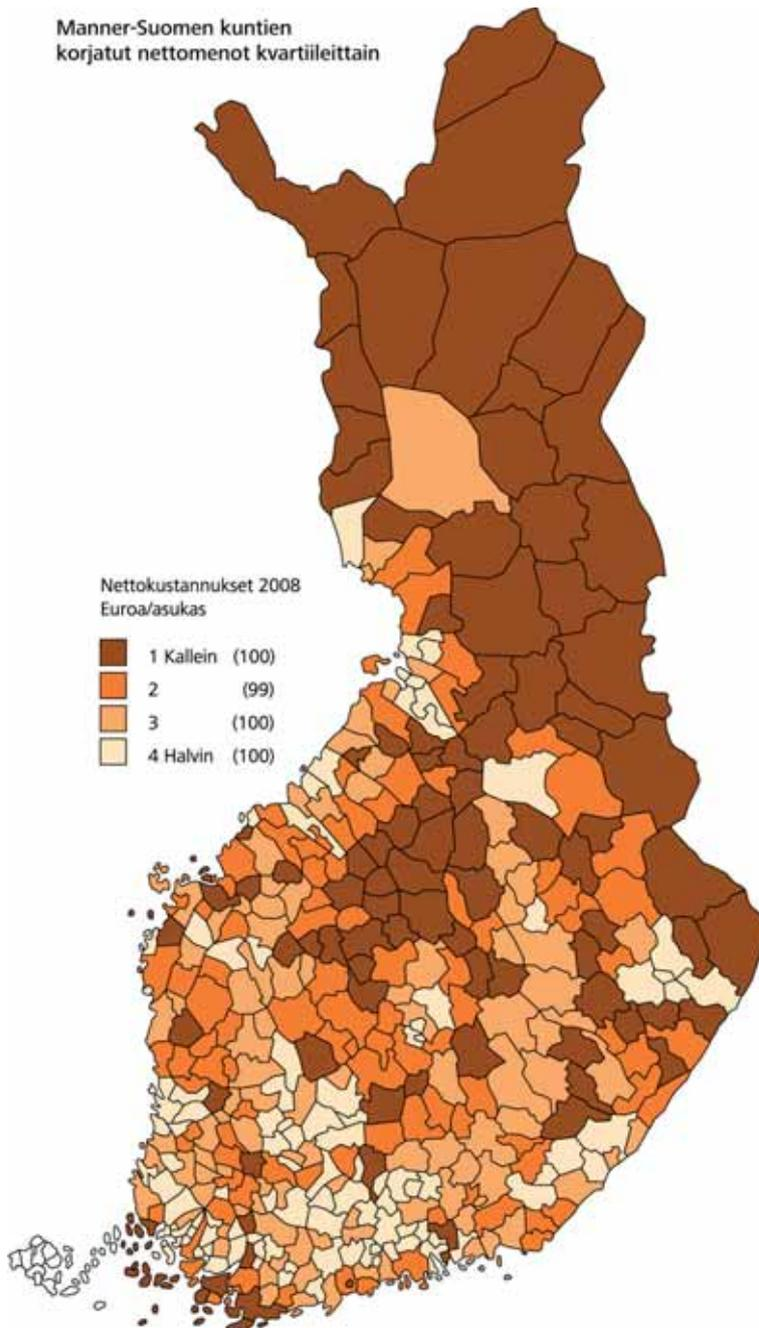 Manner-Suomen kuntien
korjatut nettomenot kvartiileittain
Nettokustannukset 2008
Euroa/asukas
1 Kallein (100)
2 (99)
3 (100)
4 Halvin (100)